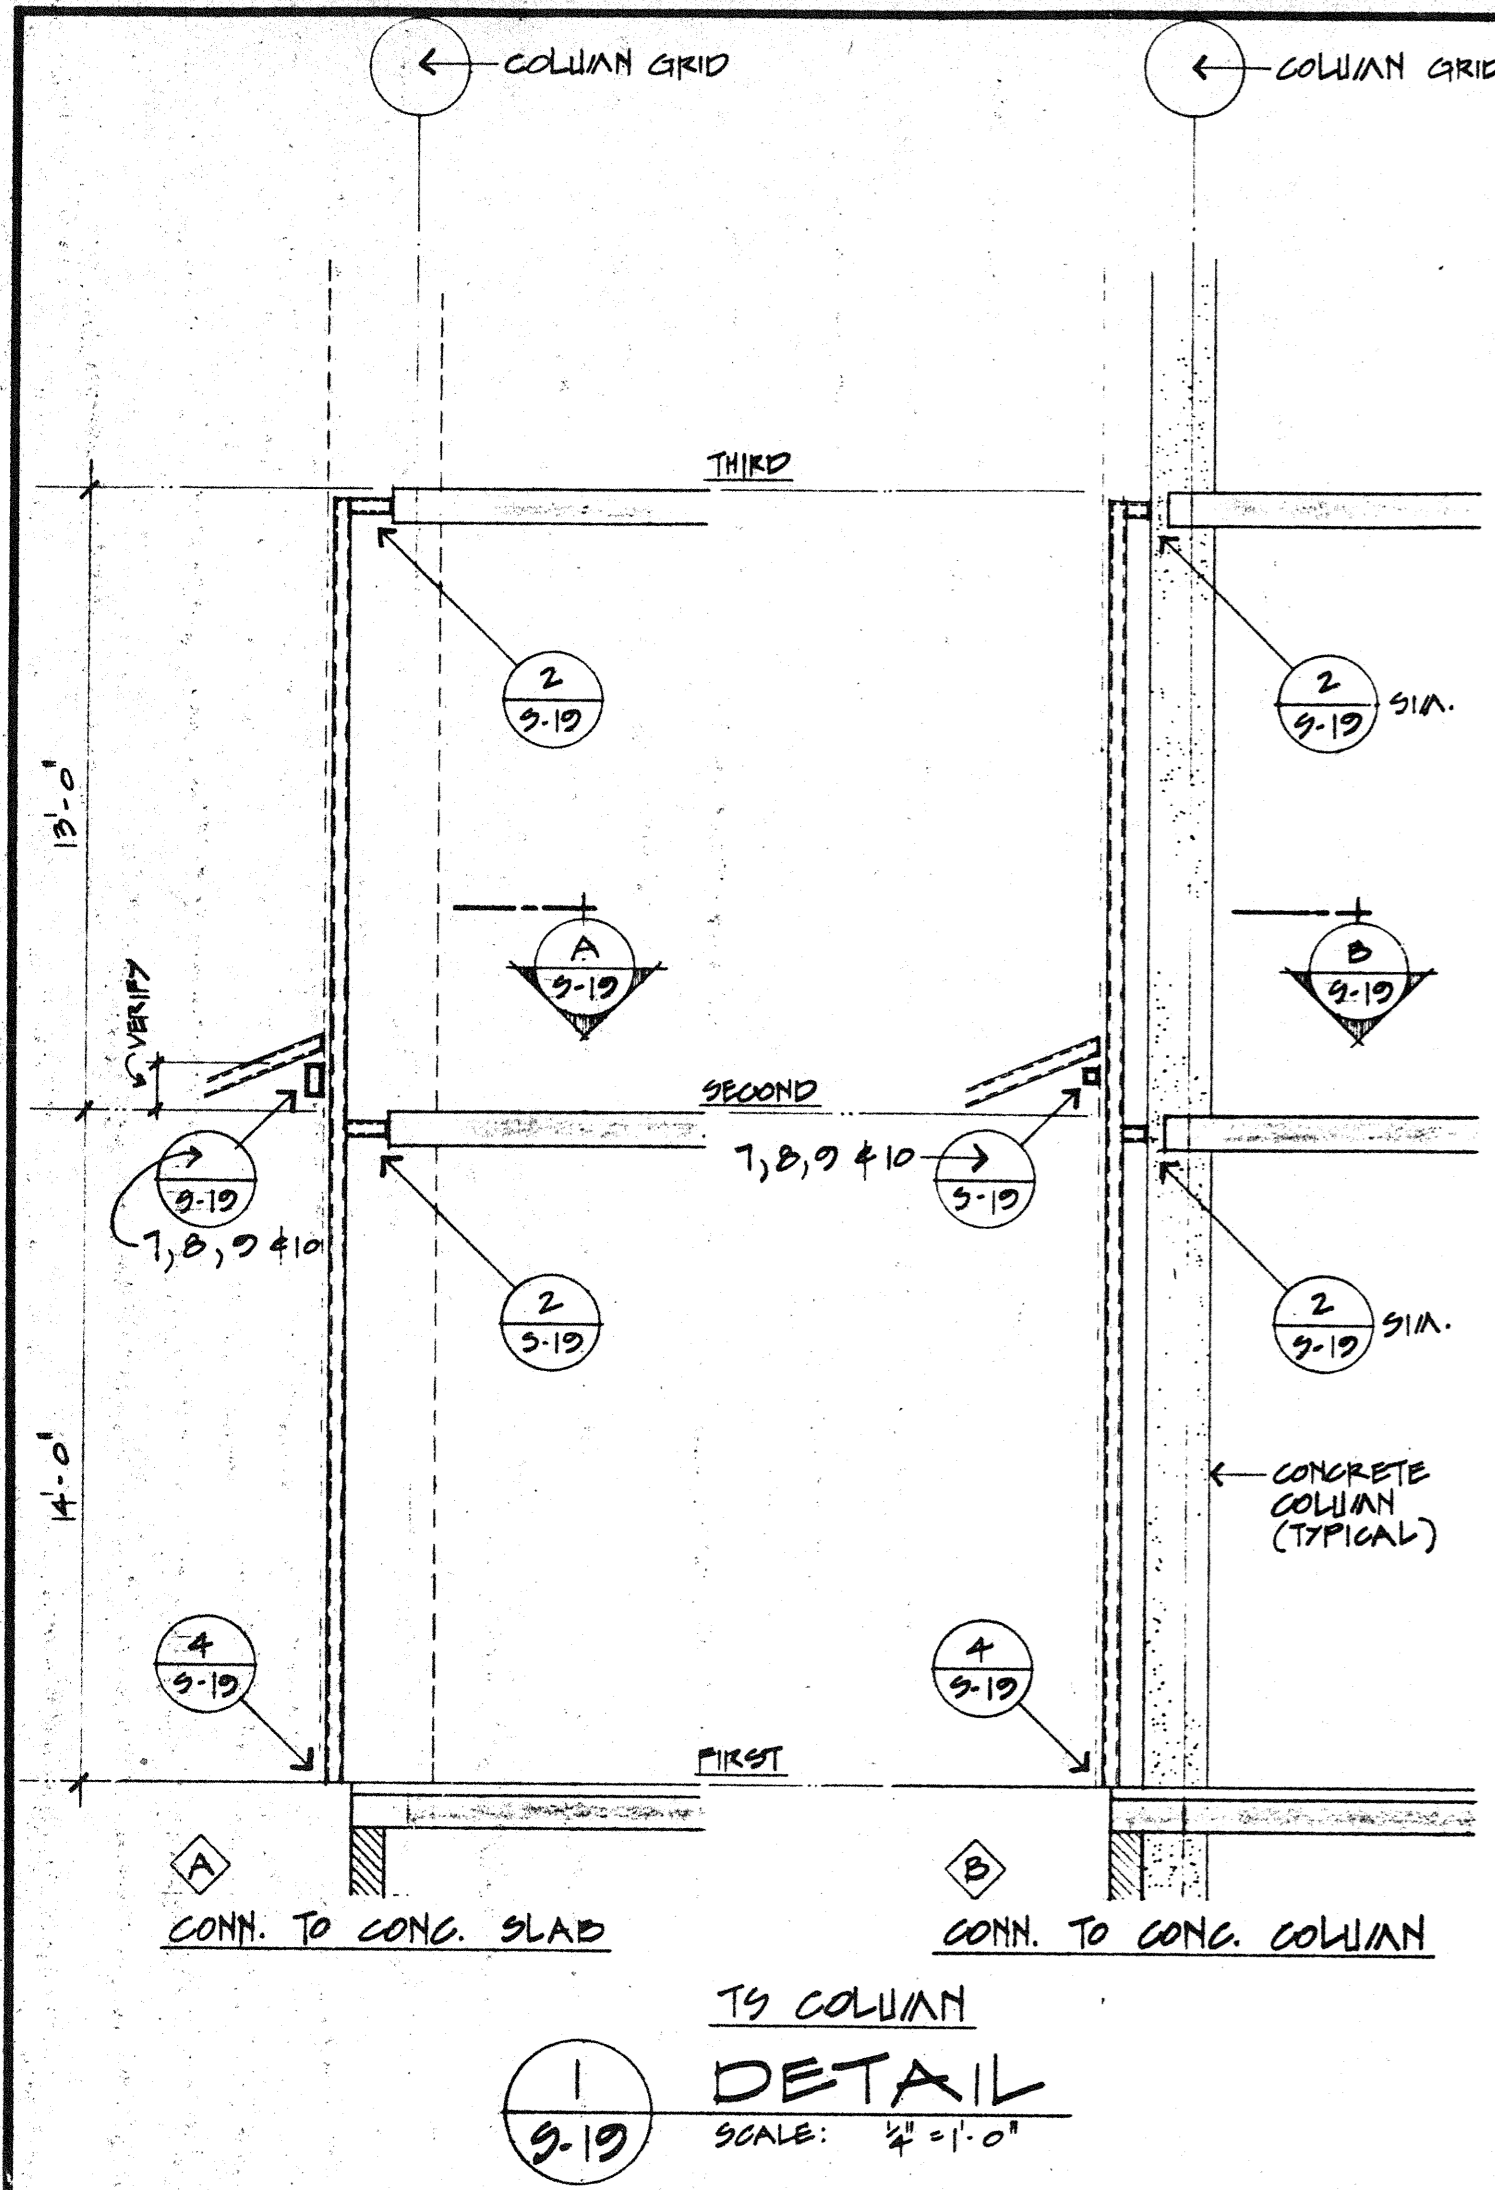 COLUMN GRID
COLUMN GRID
THIRD
2
S-19
2
S-19 SIM.
13'-0"
A
S-19
B
S-19
VERIFY
SECOND
S-19
7, 8, 9 & 10
7, 8, 9 & 10
S-19
2
S-19
2
S-19 SIM.
14'-0"
CONCRETE
COLUMN
(TYPICAL)
4
S-19
4
S-19
FIRST
A
CONN. TO CONC. SLAB
B
CONN. TO CONC. COLUMN
TS COLUMN
1
S-19
DETAIL
SCALE: 1/4" = 1'-0"